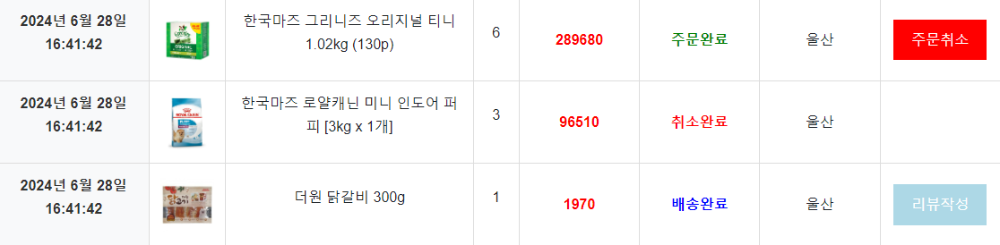 2024년 6월 28일
16:41:42
한국마즈 그리니즈 오리지널 티니
1.02kg (130p)
6
289680
주문완료
울산
주문취소
2024년 6월 28일
16:41:42
한국마즈 로얄캐닌 미니 인도어 퍼
피 [3kg x 1개]
3
96510
취소완료
울산
2024년 6월 28일
16:41:42
더원 닭갈비 300g
1
1970
배송완료
울산
리뷰작성